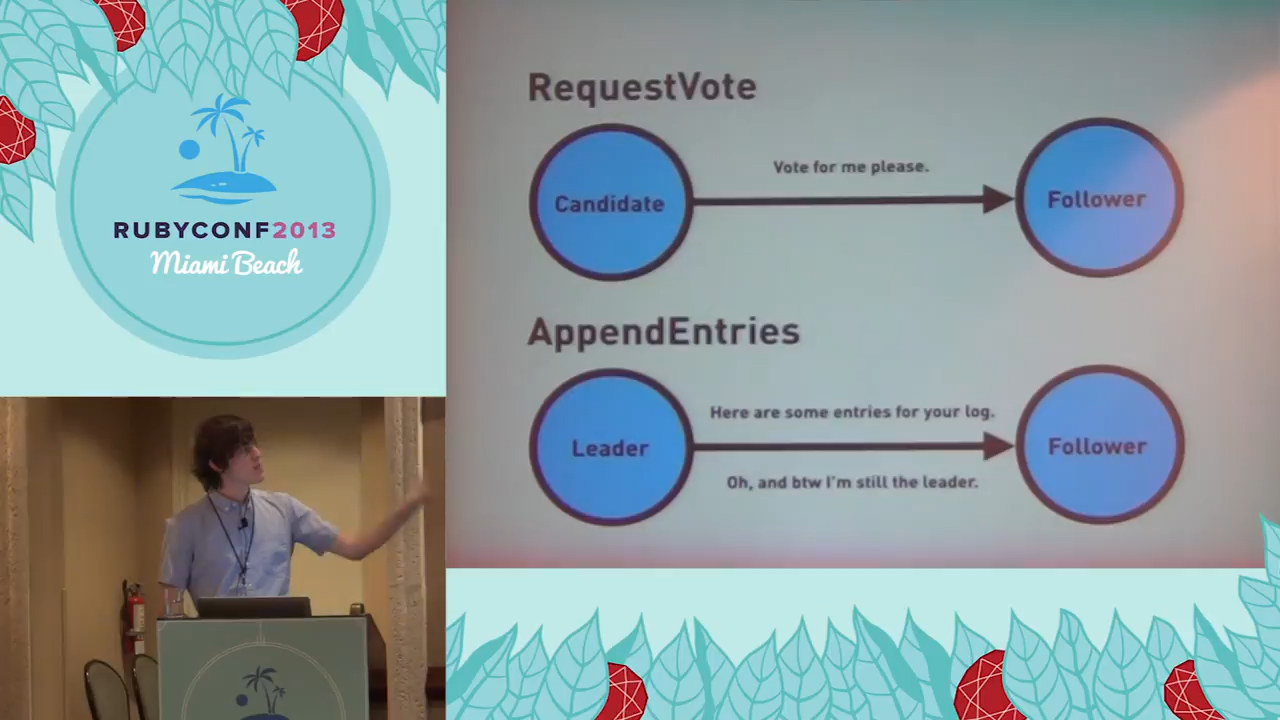 RUBYCONF2013
Miami Beach
RequestVote
Candidate
Vote for me please.
Follower
AppendEntries
Leader
Here are some entries for your log.
Oh, and btw I'm still the leader.
Follower